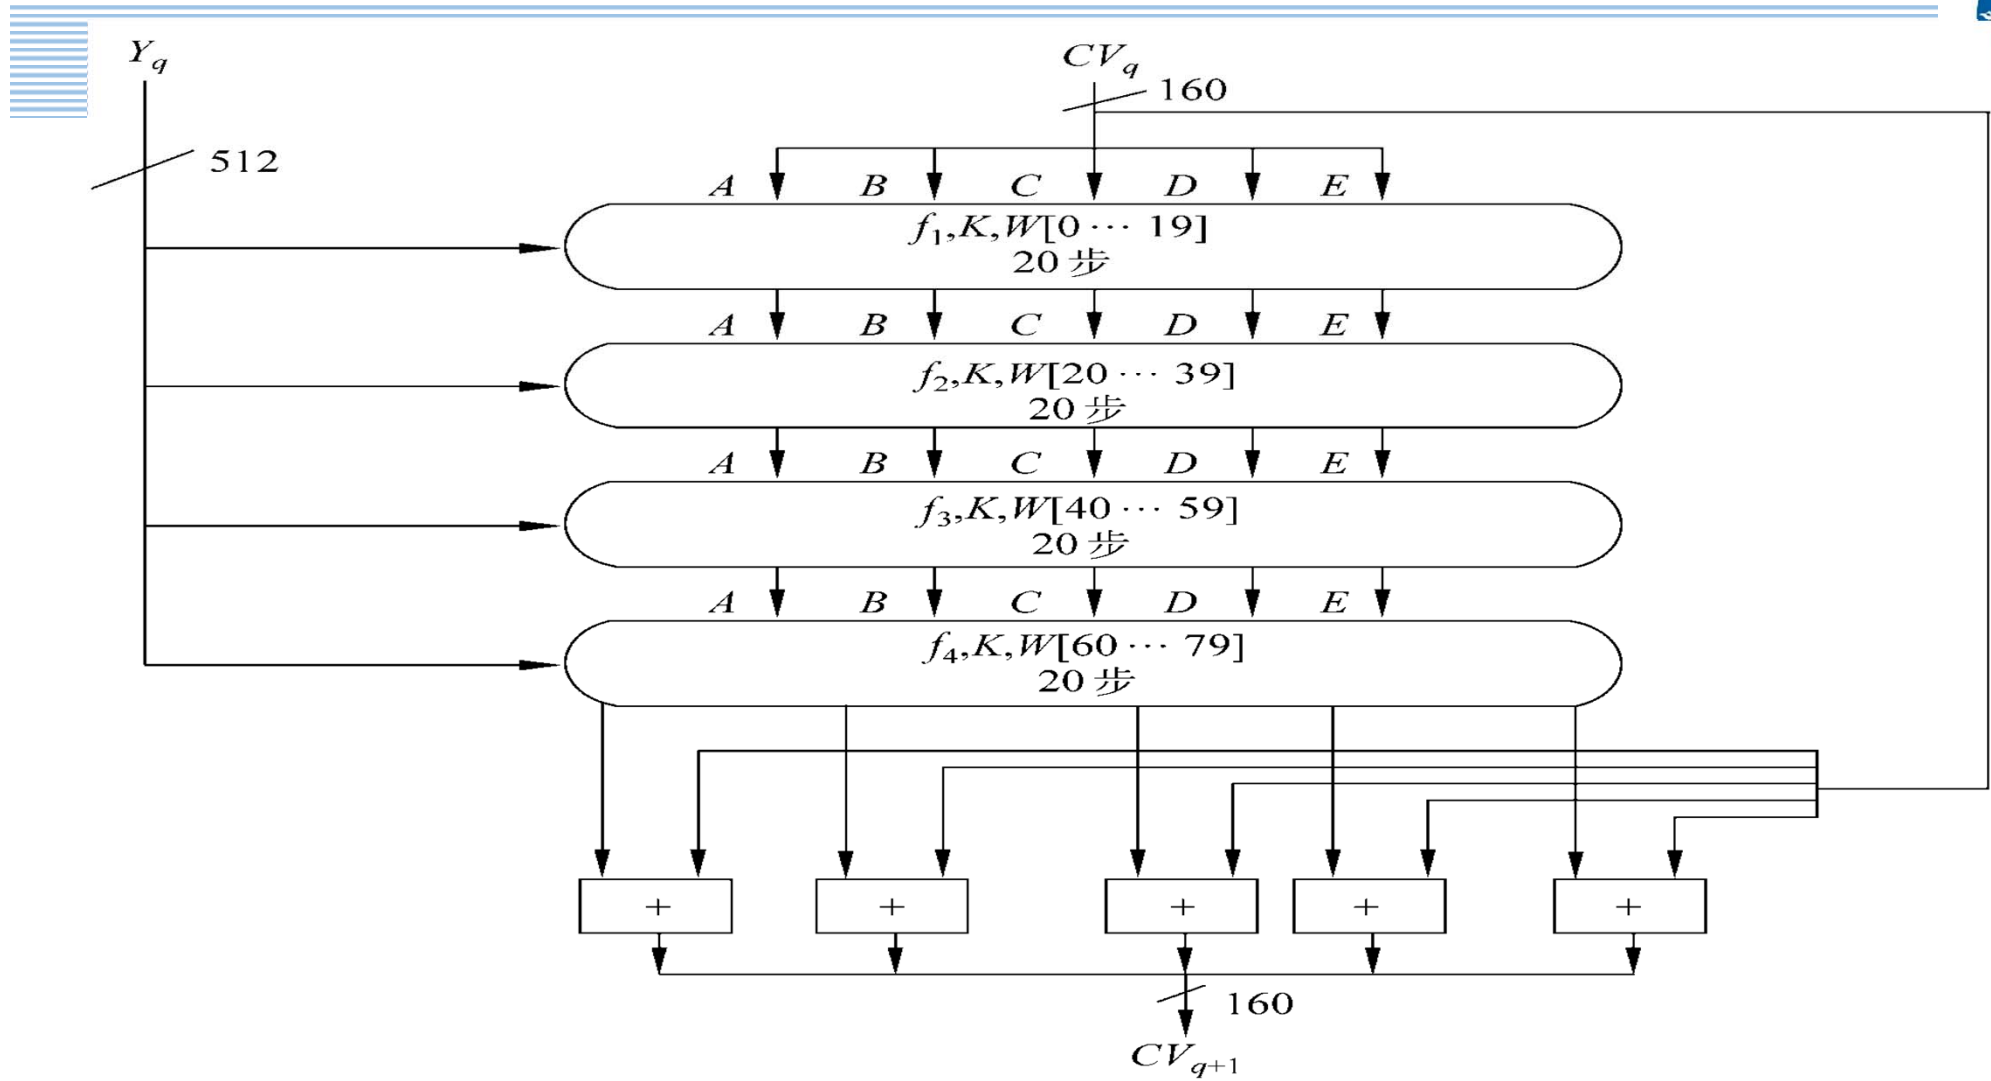 Y_q
CV_q
160
512
A B C D E
f_1,K,W[0 ··· 19]
20 步
A B C D E
f_2,K,W[20 ··· 39]
20 步
A B C D E
f_3,K,W[40 ··· 59]
20 步
A B C D E
f_4,K,W[60 ··· 79]
20 步
+ + + + +
160
CV_{q+1}